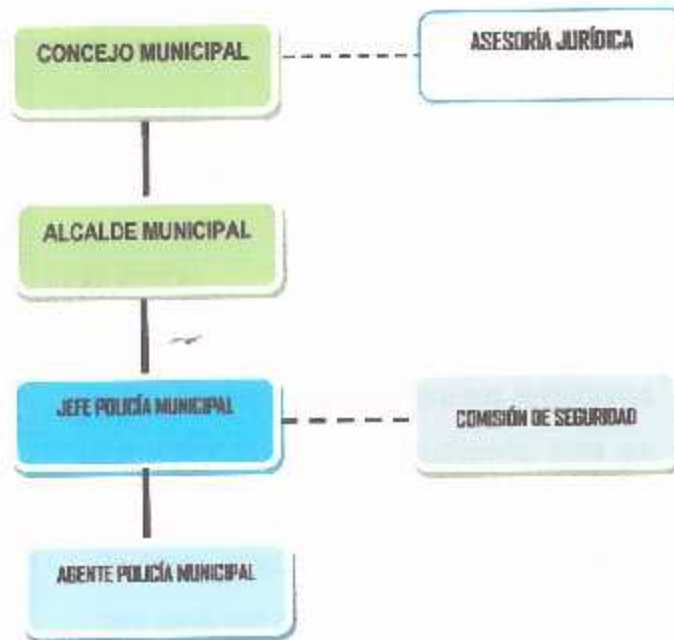 CONCEJO MUNICIPAL
ASESORÍA JURÍDICA
ALCALDE MUNICIPAL
JEFE POLICÍA MUNICIPAL
COMISIÓN DE SEGURIDAD
AGENTE POLICÍA MUNICIPAL